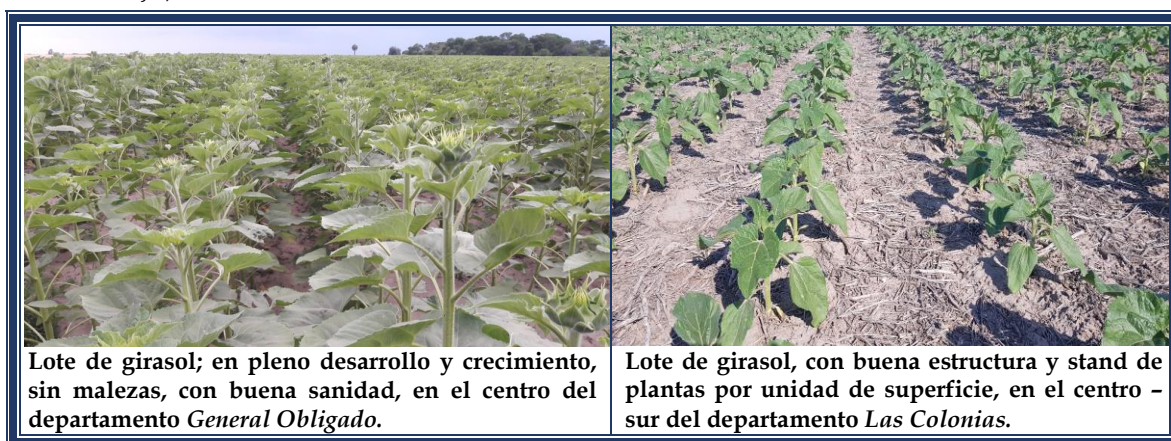 Lote de girasol; en pleno desarrollo y crecimiento,
sin malezas, con buena sanidad, en el centro del
departamento General Obligado.
Lote de girasol, con buena estructura y stand de
plantas por unidad de superficie, en el centro –
sur del departamento Las Colonias.